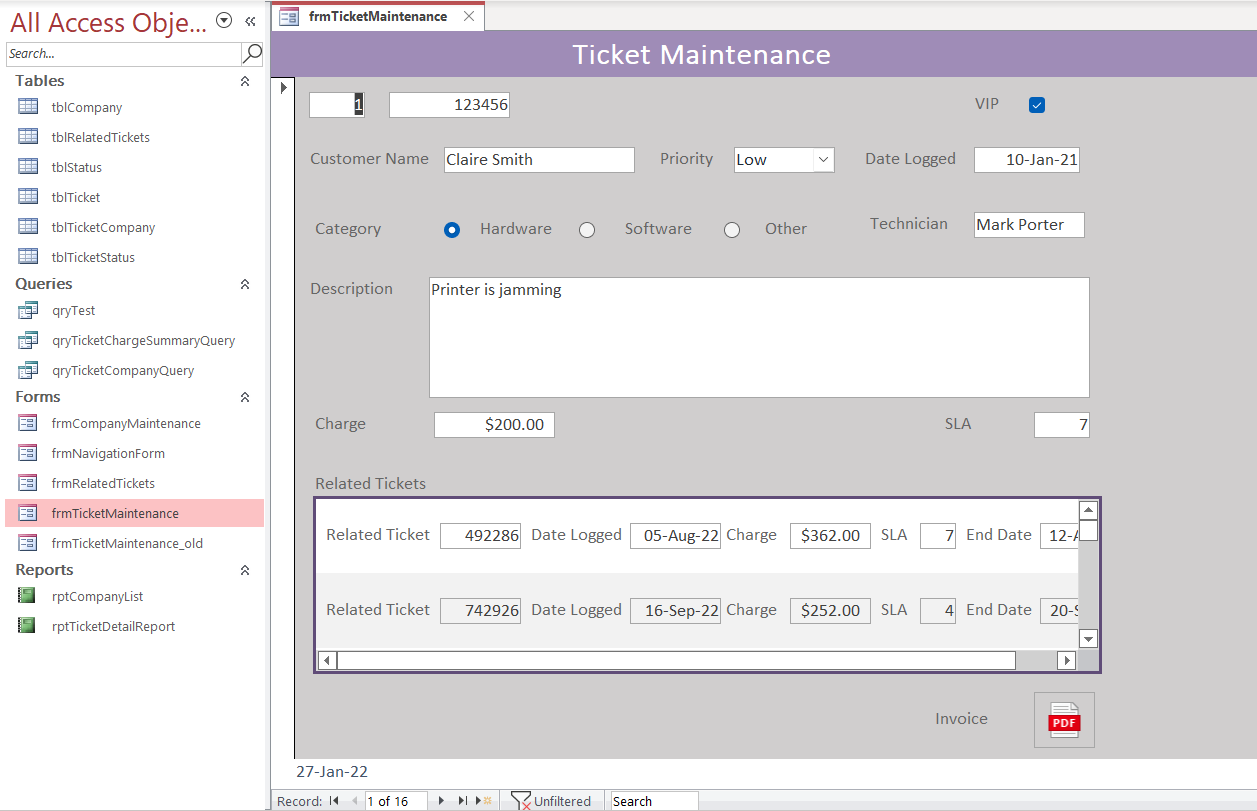 All Access Obje...
Search...
Tables
tblCompany
tblRelatedTickets
tblStatus
tblTicket
tblTicketCompany
tblTicketStatus
Queries
qryTest
qryTicketChargeSummaryQuery
qryTicketCompanyQuery
Forms
frmCompanyMaintenance
frmNavigationForm
frmRelatedTickets
frmTicketMaintenance
frmTicketMaintenance_old
Reports
rptCompanyList
rptTicketDetailReport
frmTicketMaintenance
Ticket Maintenance
1 123456 VIP
Customer Name Claire Smith Priority Low Date Logged 10-Jan-21
Category Hardware Software Other Technician Mark Porter
Description Printer is jamming
Charge $200.00 SLA 7
Related Tickets
Related Ticket 492286 Date Logged 05-Aug-22 Charge $362.00 SLA 7 End Date 12-A
Related Ticket 742926 Date Logged 16-Sep-22 Charge $252.00 SLA 4 End Date 20-S
Invoice PDF
27-Jan-22
Record: 1 of 16 Unfiltered Search